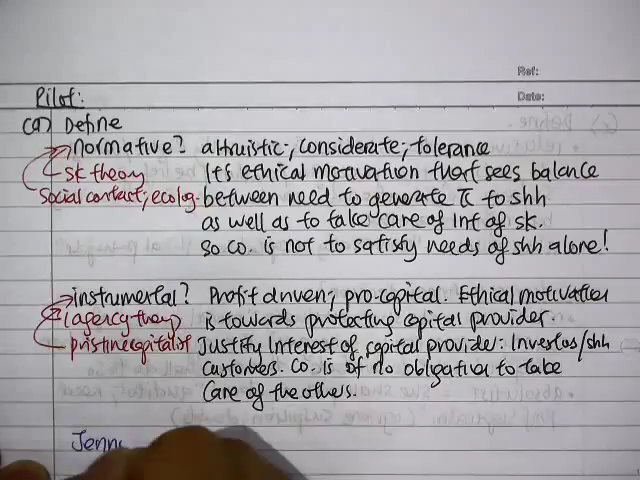 Ref:
Date:
Pilot:
(a) Define
normative? altruistic; considerate; tolerance
sk theory It's ethical motivation that sees balance
Social contact; ecolog. between need to generate π to shh
as well as to take care of int of sk.
So co. is not to satisfy needs of shh alone!
instrumental? Profit driven; pro-capital. Ethical motivation
agency theory is towards protecting capital provider.
pristine capitalist Justify interest of capital provider: Investos/shh
Customers. Co. is of no obligation to take
Care of the others.
Jenn